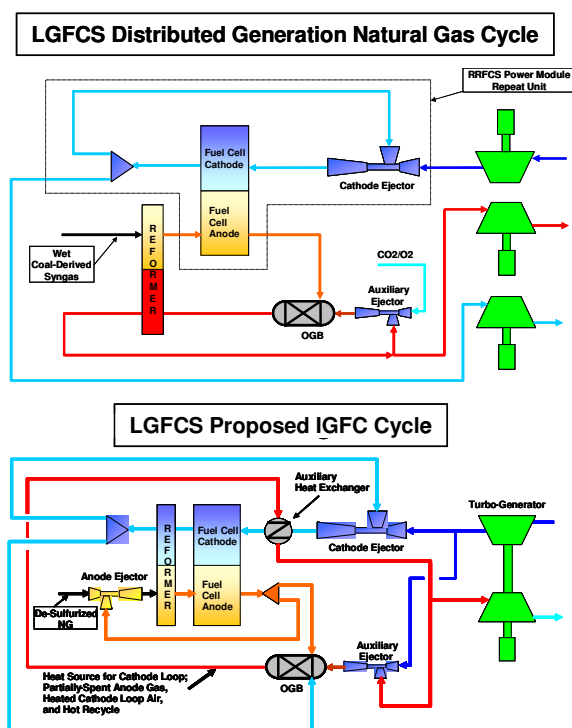 LGFCS Distributed Generation Natural Gas Cycle
RRFCS Power Module
Repeat Unit
Fuel Cell
Cathode
Cathode Ejector
Fuel
Cell
Anode
REFORMER
Wet
Coal-Derived
Syngas
CO2/O2
Auxiliary
Ejector
OGB
LGFCS Proposed IGFC Cycle
Auxiliary
Heat Exchanger
Turbo-Generator
Fuel Cell
Cathode
Cathode Ejector
REFORMER
Anode Ejector
Fuel
Cell
Anode
De-Sulfurized
NG
Auxiliary
Ejector
OGB
Heat Source for Cathode Loop;
Partially-Spent Anode Gas,
Heated Cathode Loop Air,
and Hot Recycle